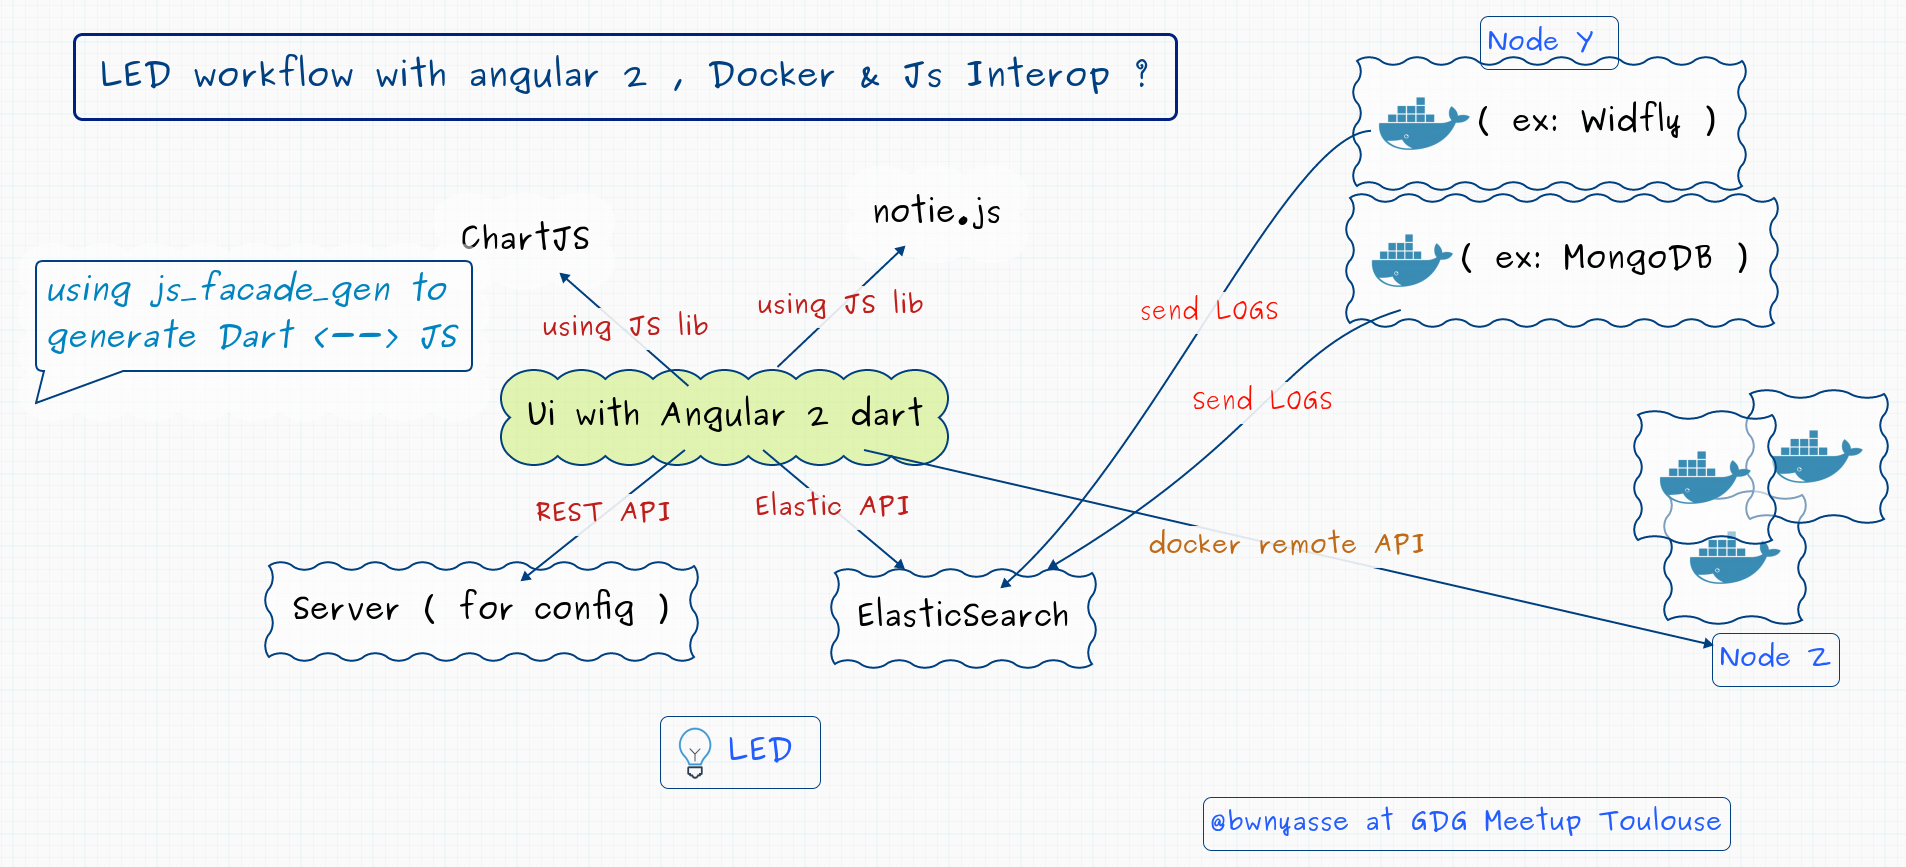 LED workflow with angular 2 , Docker & Js Interop ?
Node Y
( ex: Widfly )
( ex: MongoDB )
notie.js
ChartJS
using js_facade_gen to
generate Dart <--> JS
using JS lib
using JS lib
send LOGS
Send LOGS
Ui with Angular 2 dart
REST API
Elastic API
docker remote API
Server ( for config )
ElasticSearch
Node Z
LED
@bwnyasse at GDG Meetup Toulouse